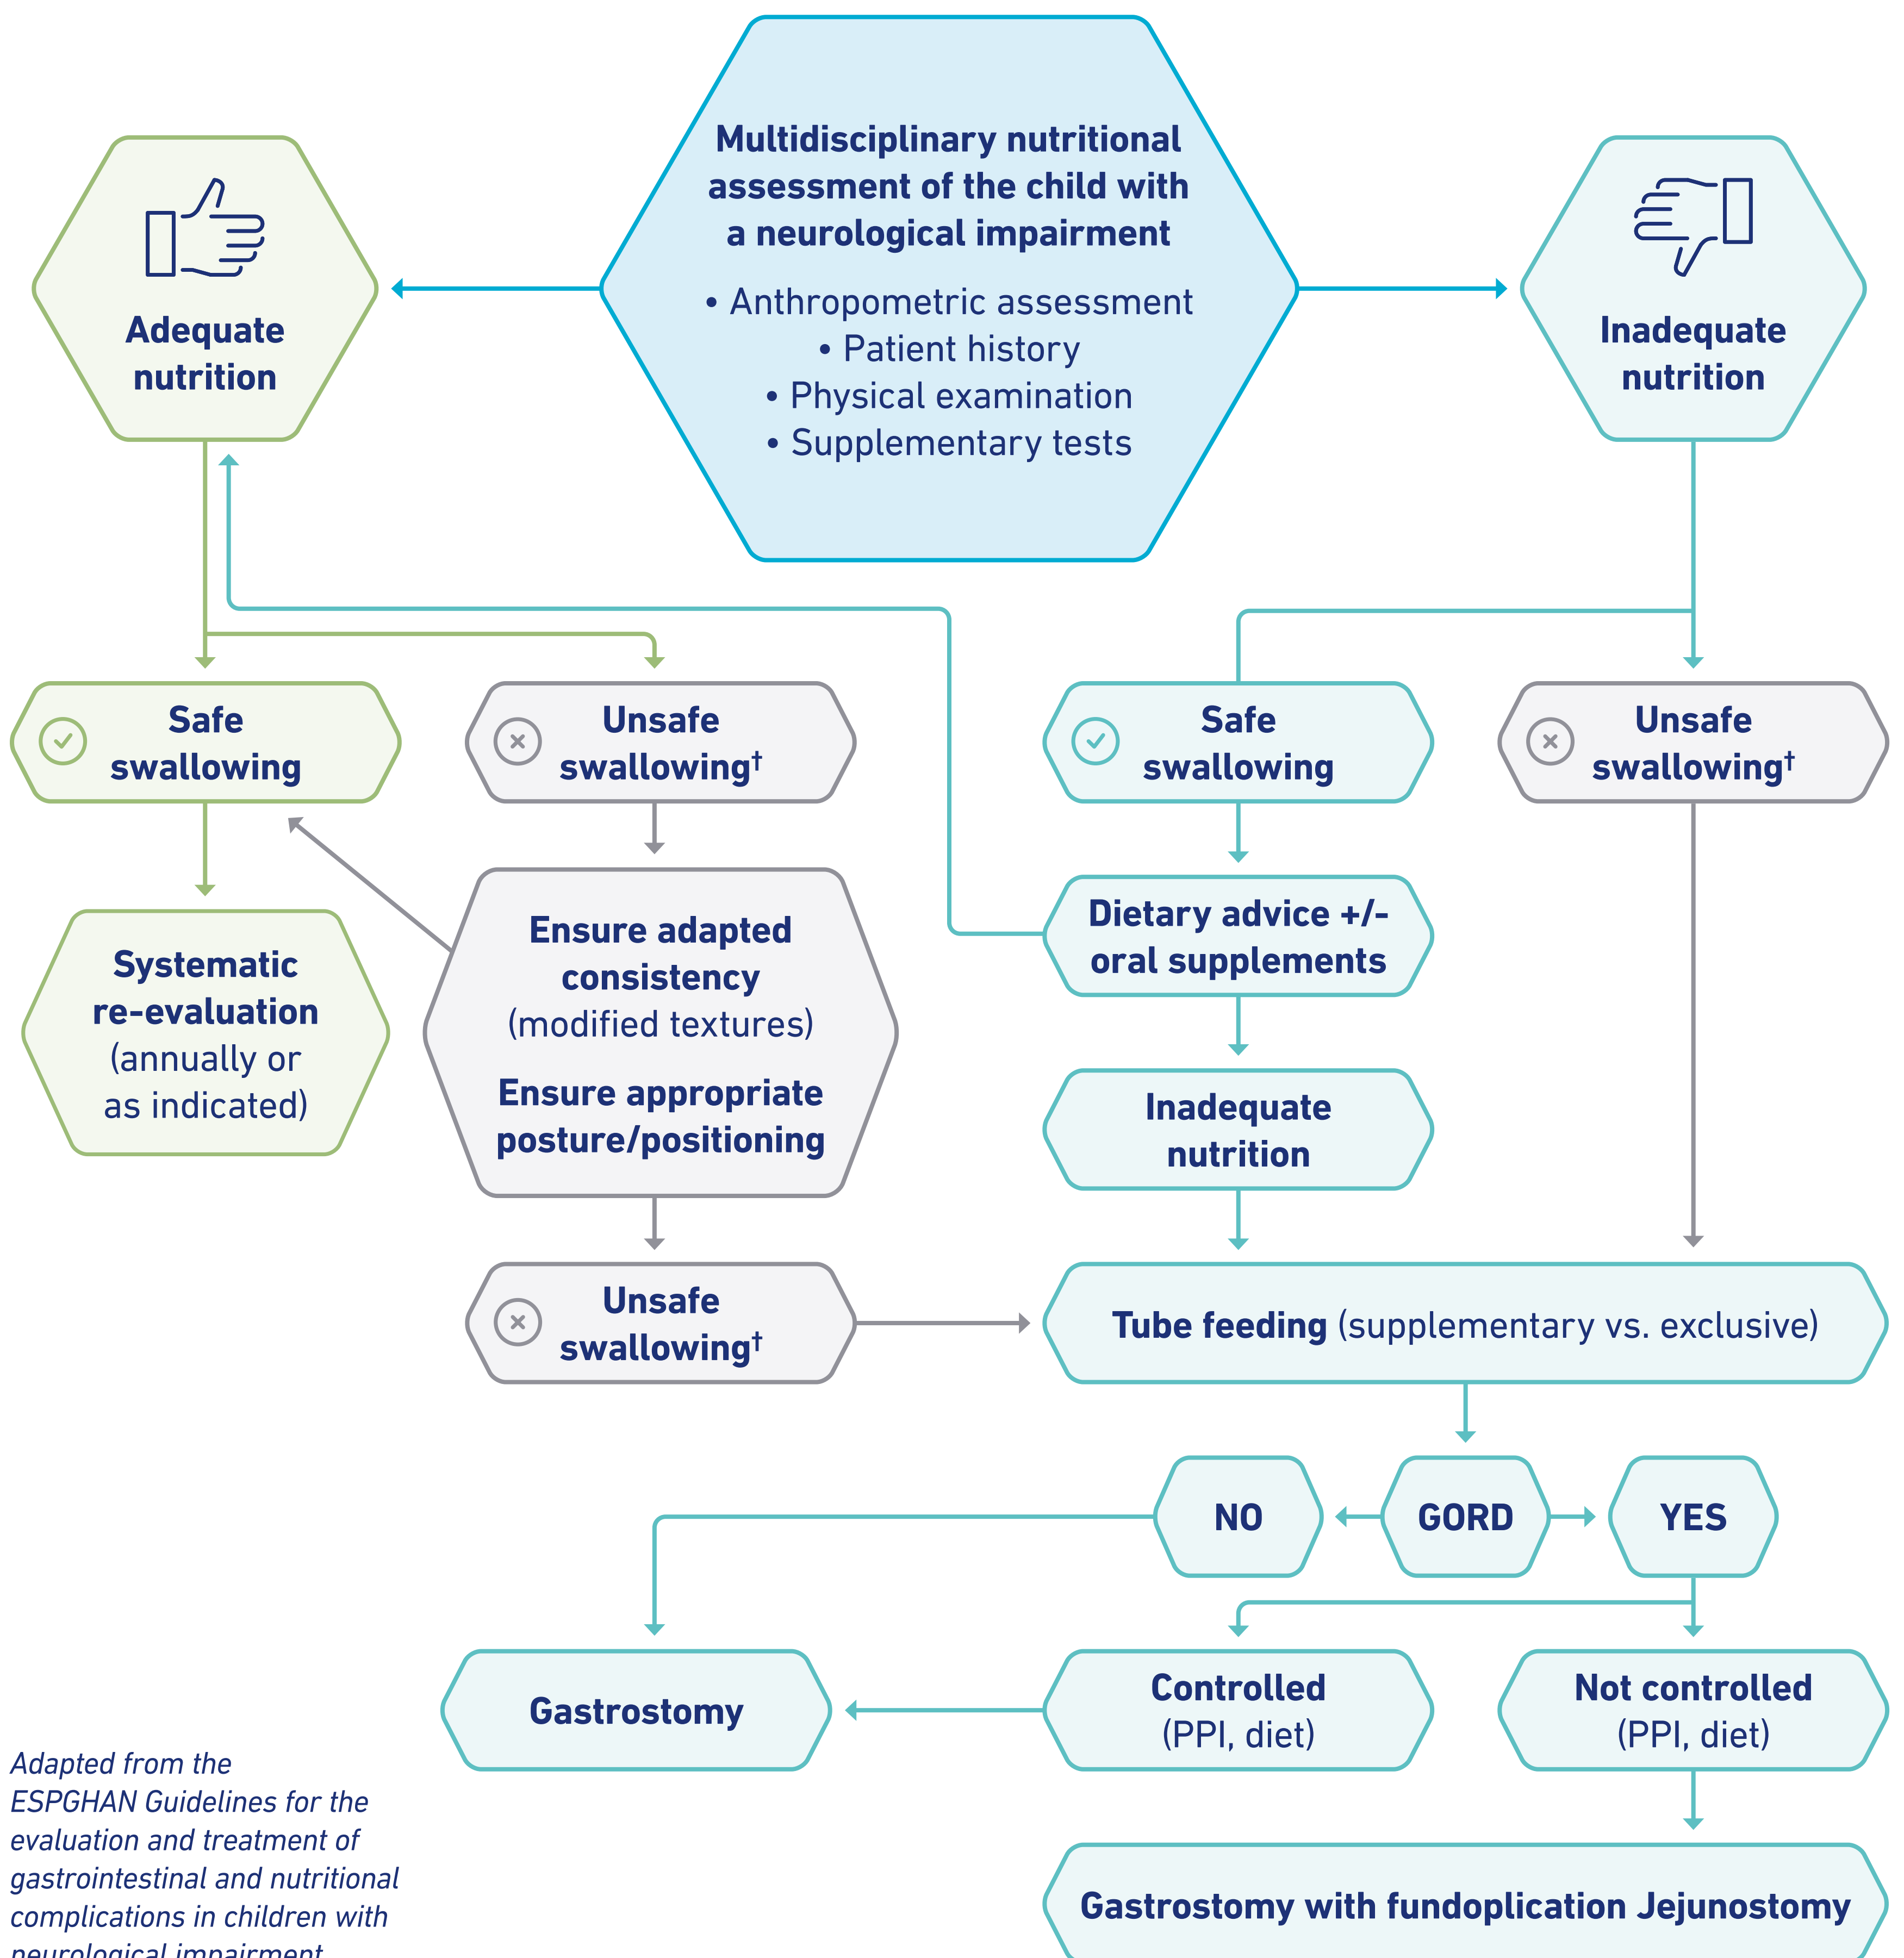 Multidisciplinary nutritional
assessment of the child with
a neurological impairment
• Anthropometric assessment
• Patient history
• Physical examination
• Supplementary tests
Adequate
nutrition
Inadequate
nutrition
Safe
swallowing
Unsafe
swallowing†
Safe
swallowing
Unsafe
swallowing†
Systematic
re-evaluation
(annually or
as indicated)
Ensure adapted
consistency
(modified textures)
Ensure appropriate
posture/positioning
Dietary advice +/-
oral supplements
Inadequate
nutrition
Unsafe
swallowing†
Tube feeding (supplementary vs. exclusive)
NO
GORD
YES
Gastrostomy
Controlled
(PPI, diet)
Not controlled
(PPI, diet)
Gastrostomy with fundoplication Jejunostomy
Adapted from the
ESPGHAN Guidelines for the
evaluation and treatment of
gastrointestinal and nutritional
complications in children with
neurological impairment